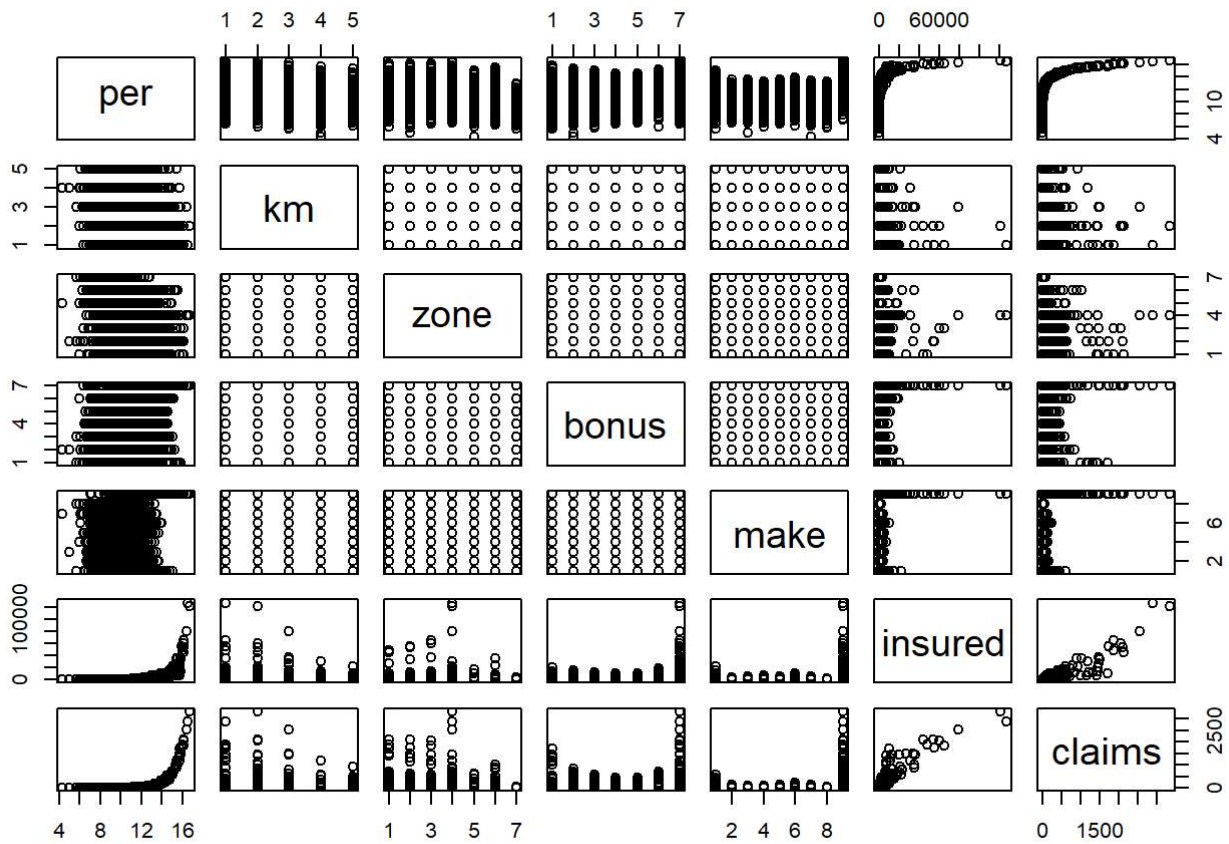 1 2 3 4 5 1 3 5 7 0 60000
per 4 10
1 3 5 km
zone 1 4 7
1 4 7 bonus
make 2 6
0 100000 insured
claims 0 2500
4 8 12 16 1 3 5 7 2 4 6 8 0 1500